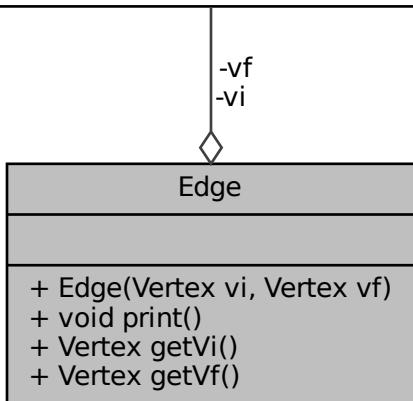 -vf
-vi
Edge
+ Edge(Vertex vi, Vertex vf)
+ void print()
+ Vertex getVi()
+ Vertex getVf()